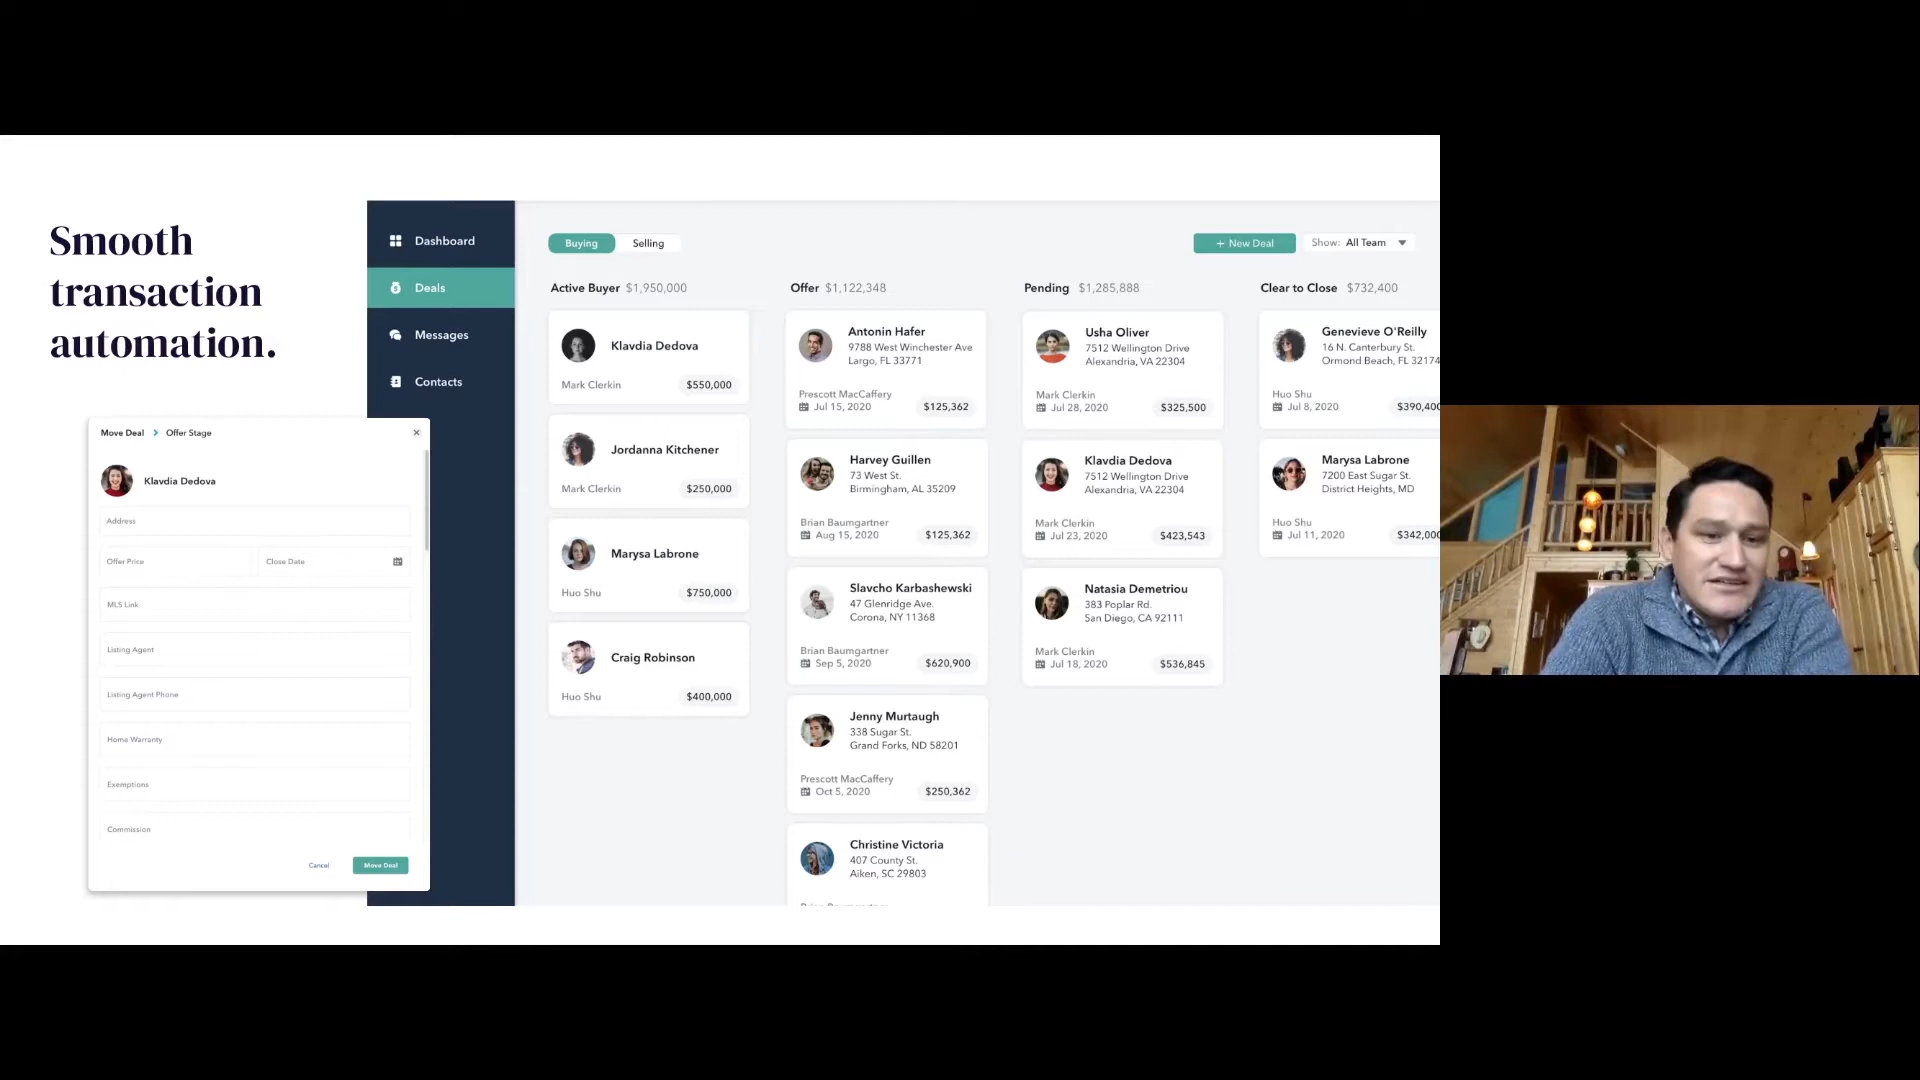 Smooth
transaction
automation.
Move Deal > Offer Stage
Klavdia Dedova
Address
Offer Price
Close Date
MLS Link
Listing Agent
Listing Agent Phone
Home Warranty
Exemptions
Commission
Cancel
Move Deal
Dashboard
Deals
Messages
Contacts
Buying
Selling
+ New Deal
Show: All Team
Active Buyer $1,950,000
Klavdia Dedova
Mark Clerkin
$550,000
Jordanna Kitchener
Mark Clerkin
$250,000
Marysa Labrone
Huo Shu
$750,000
Craig Robinson
Huo Shu
$400,000
Offer $1,122,348
Antonin Hafer
9788 West Winchester Ave
Largo, FL 33771
Prescott MacCaffery
Jul 15, 2020
$125,362
Harvey Guillen
73 West St.
Birmingham, AL 35209
Brian Baumgartner
Aug 15, 2020
$125,362
Slavcho Karbashewski
47 Glenridge Ave.
Corona, NY 11368
Brian Baumgartner
Sep 5, 2020
$620,900
Jenny Murtaugh
338 Sugar St.
Grand Forks, ND 58201
Prescott MacCaffery
Oct 5, 2020
$250,362
Christine Victoria
407 County St.
Aiken, SC 29803
Pending $1,285,888
Usha Oliver
7512 Wellington Drive
Alexandria, VA 22304
Mark Clerkin
Jul 28, 2020
$325,500
Klavdia Dedova
7512 Wellington Drive
Alexandria, VA 22304
Mark Clerkin
Jul 23, 2020
$423,543
Natasia Demetriou
383 Poplar Rd.
San Diego, CA 92111
Mark Clerkin
Jul 18, 2020
$536,845
Clear to Close $732,400
Genevieve O'Reilly
16 N. Canterbury St.
Ormond Beach, FL 32174
Huo Shu
Jul 8, 2020
$390,400
Marysa Labrone
7200 East Sugar St.
District Heights, MD
Huo Shu
Jul 11, 2020
$342,000